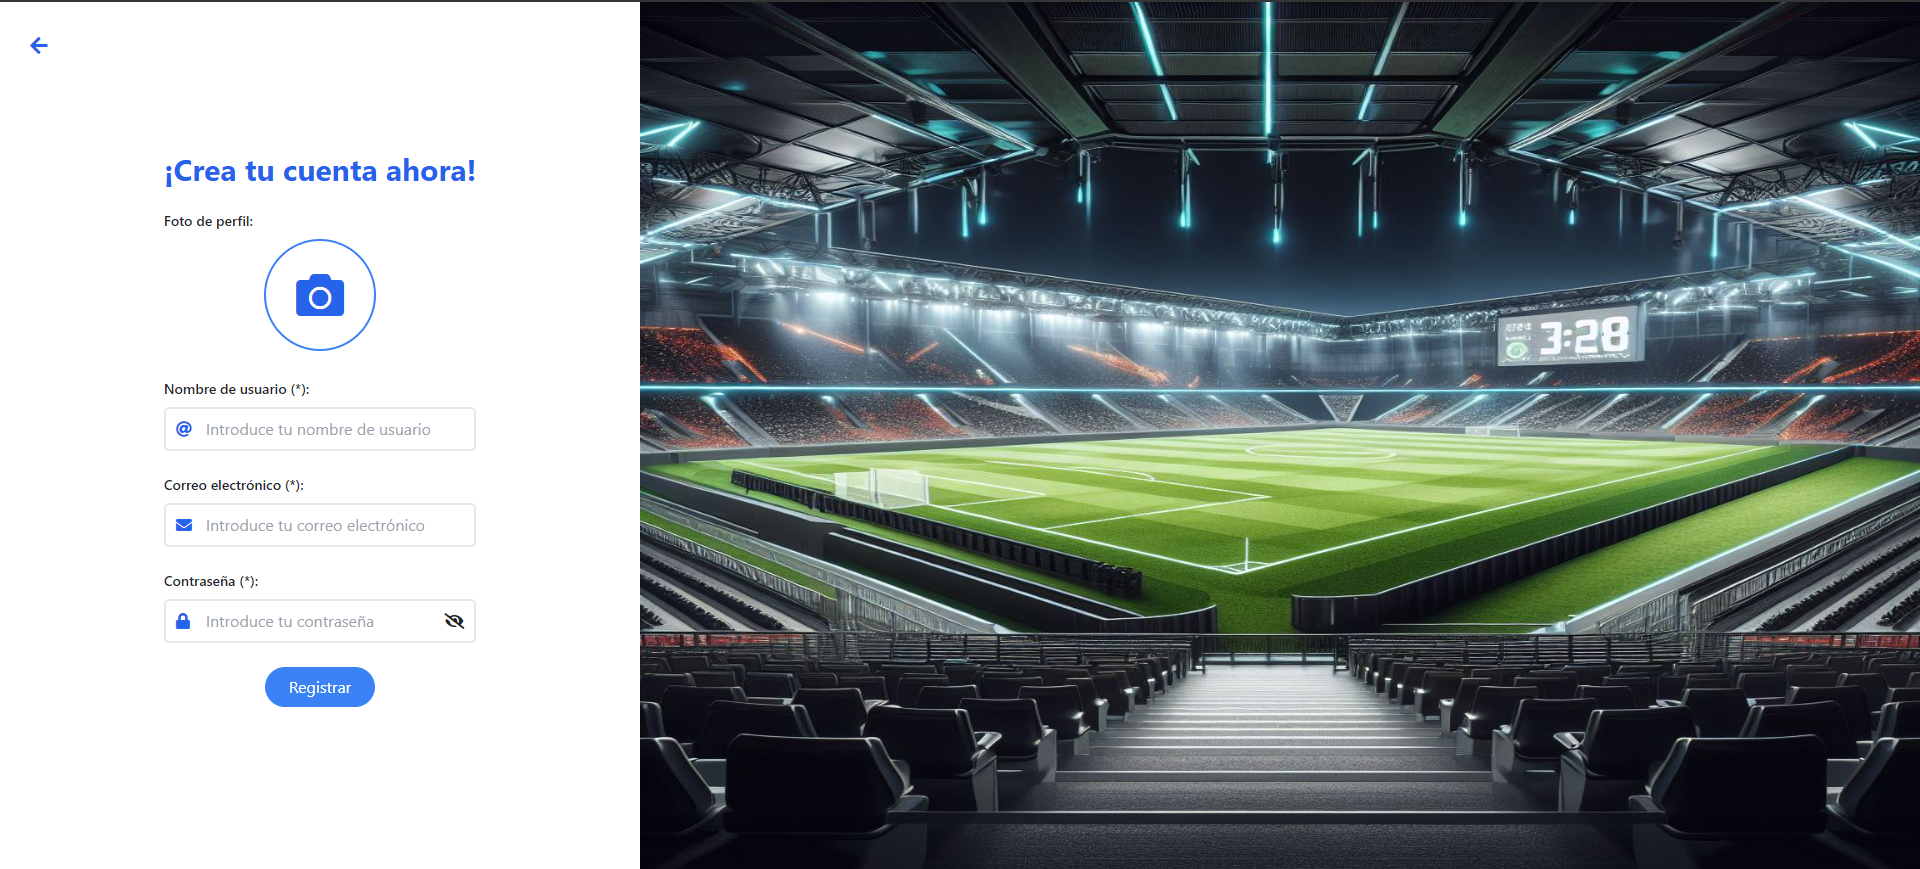 ¡Crea tu cuenta ahora!
Foto de perfil:
Nombre de usuario (*):
Introduce tu nombre de usuario
Correo electrónico (*):
Introduce tu correo electrónico
Contraseña (*):
Introduce tu contraseña
Registrar
3:28